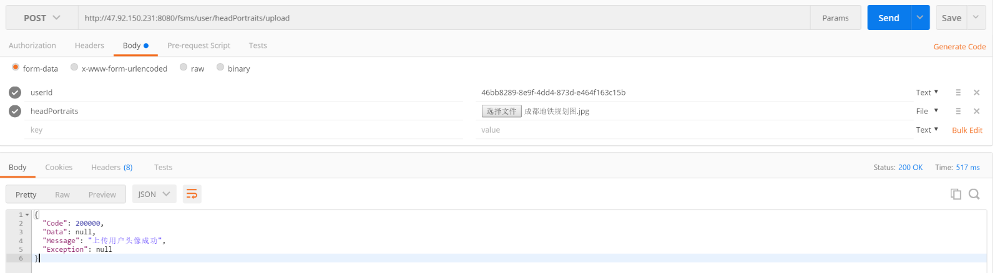 POST http://47.92.150.231:8080/fsms/user/headPortraits/upload Params Send Save
Authorization Headers Body Pre-request Script Tests Generate Code
form-data x-www-form-urlencoded raw binary
userId 46bb8289-8e9f-4dd4-873d-e464f163c15b Text
headPortraits 选择文件 成都地铁规划图.jpg File
key value Text Bulk Edit
Body Cookies Headers (8) Tests Status: 200 OK Time: 517 ms
Pretty Raw Preview JSON
1 {
2 "Code": 200000,
3 "Data": null,
4 "Message": "上传用户头像成功",
5 "Exception": null
6 }